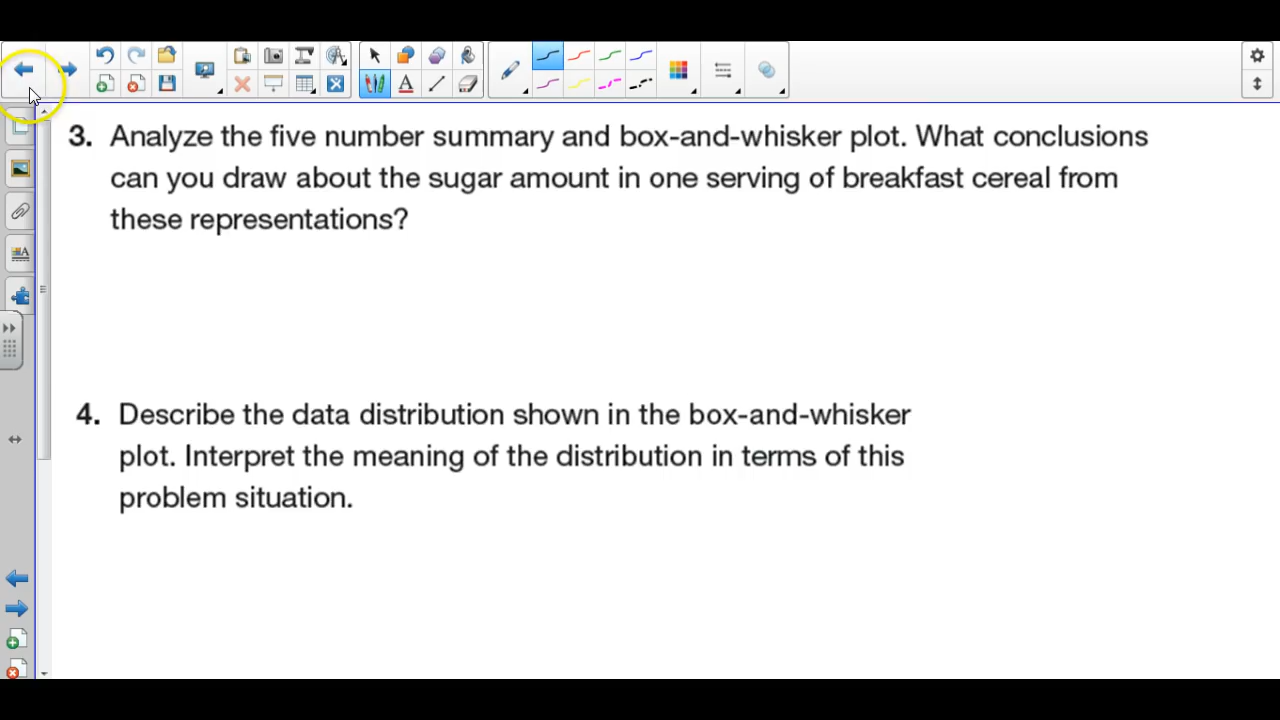 3. Analyze the five number summary and box-and-whisker plot. What conclusions
can you draw about the sugar amount in one serving of breakfast cereal from
these representations?
4. Describe the data distribution shown in the box-and-whisker
plot. Interpret the meaning of the distribution in terms of this
problem situation.